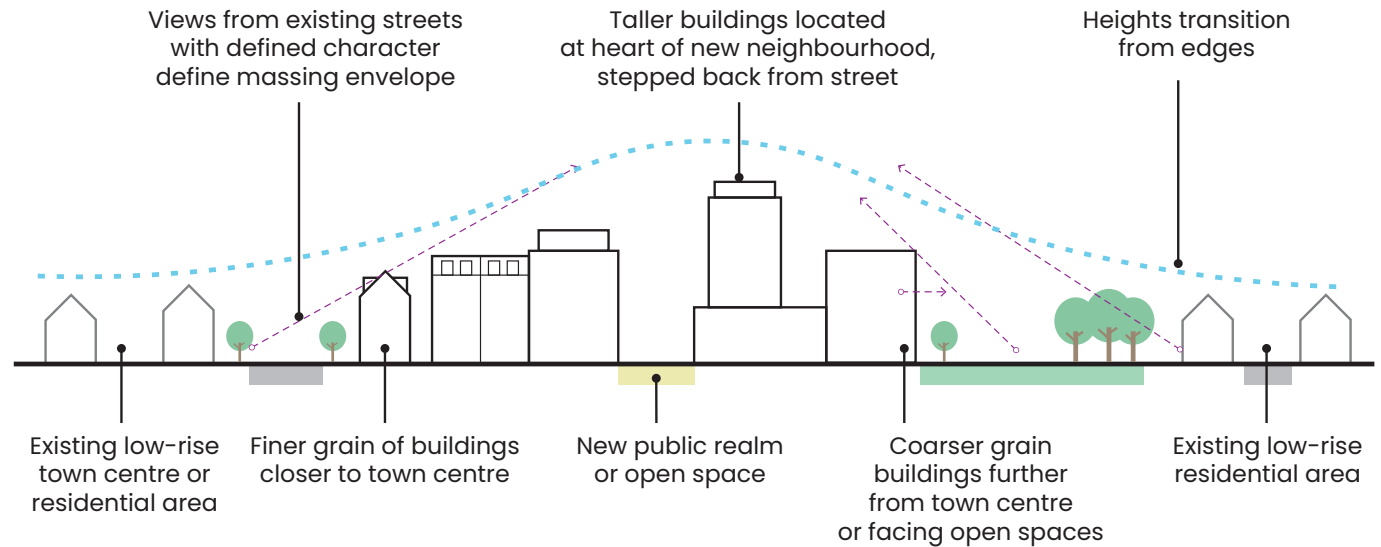 Views from existing streets
with defined character
define massing envelope
Taller buildings located
at heart of new neighbourhood,
stepped back from street
Heights transition
from edges
Existing low-rise
town centre or
residential area
Finer grain of buildings
closer to town centre
New public realm
or open space
Coarser grain
buildings further
from town centre
or facing open spaces
Existing low-rise
residential area